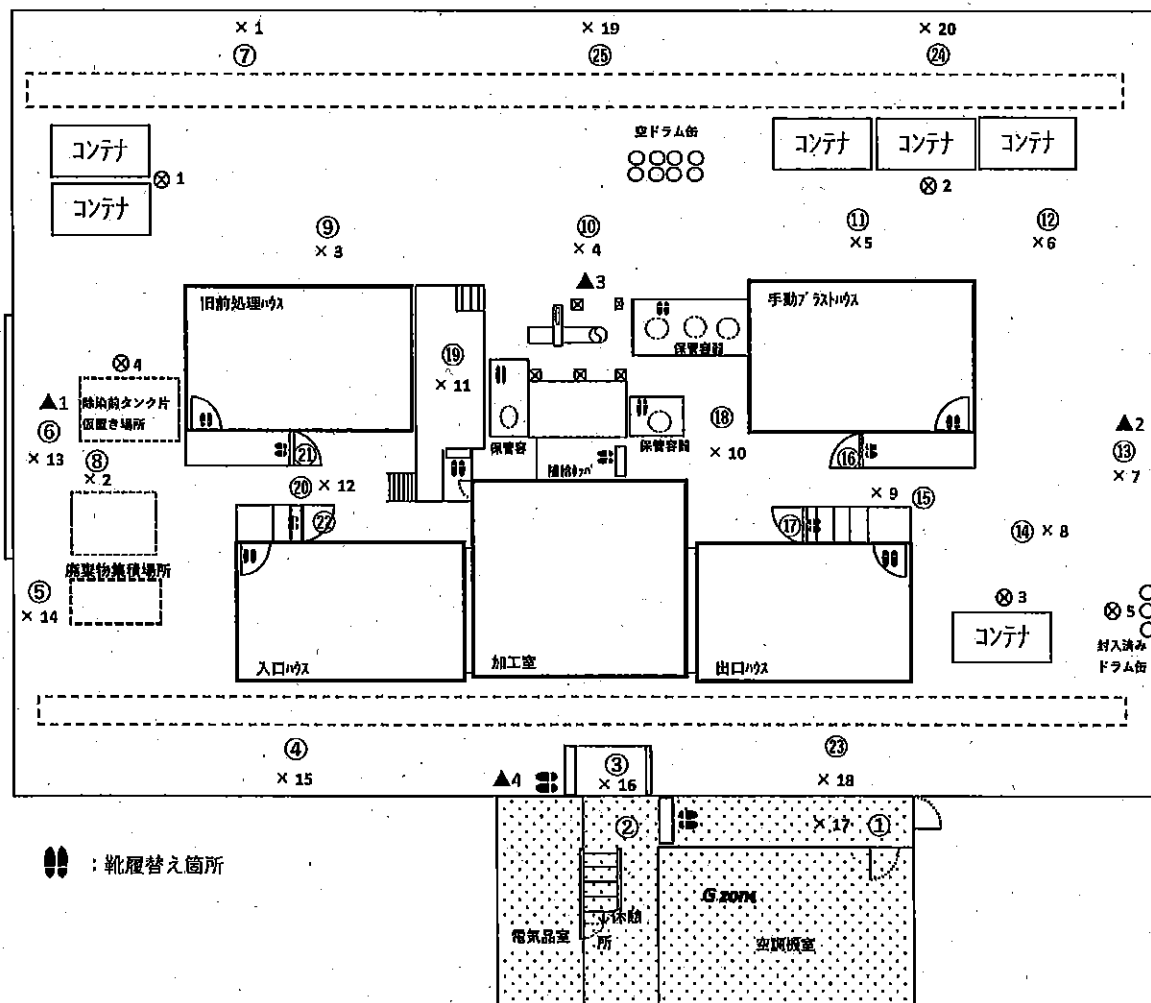 × 1
× 19
× 20
⑦
㉕
㉔
コンテナ
⊗ 1
コンテナ
空ドラム缶
コンテナ
コンテナ
コンテナ
⊗ 2
⑨
× 3
⑩
× 4
⑪
×5
⑫
×6
▲3
旧前処理ハウス
手動ブラストハウス
保管容器
⑲
× 11
⊗4
除染前タンク片
仮置き場所
▲1
⑥
× 13
⑧
× 2
㉑
保管容
保管容器
⑱
× 10
⑯
▲2
⑬
× 7
⑳
× 12
㉒
× 9
⑮
⑰
⑭
× 8
廃棄物集積場所
⑤
× 14
入口ハウス
加工室
出口ハウス
⊗ 3
コンテナ
⊗ 5
封入済み
ドラム缶
④
× 15
▲4
③
× 16
㉓
× 18
②
× 17
①
:靴履替え箇所
G zone
電気品室
休憩
所
空調機室